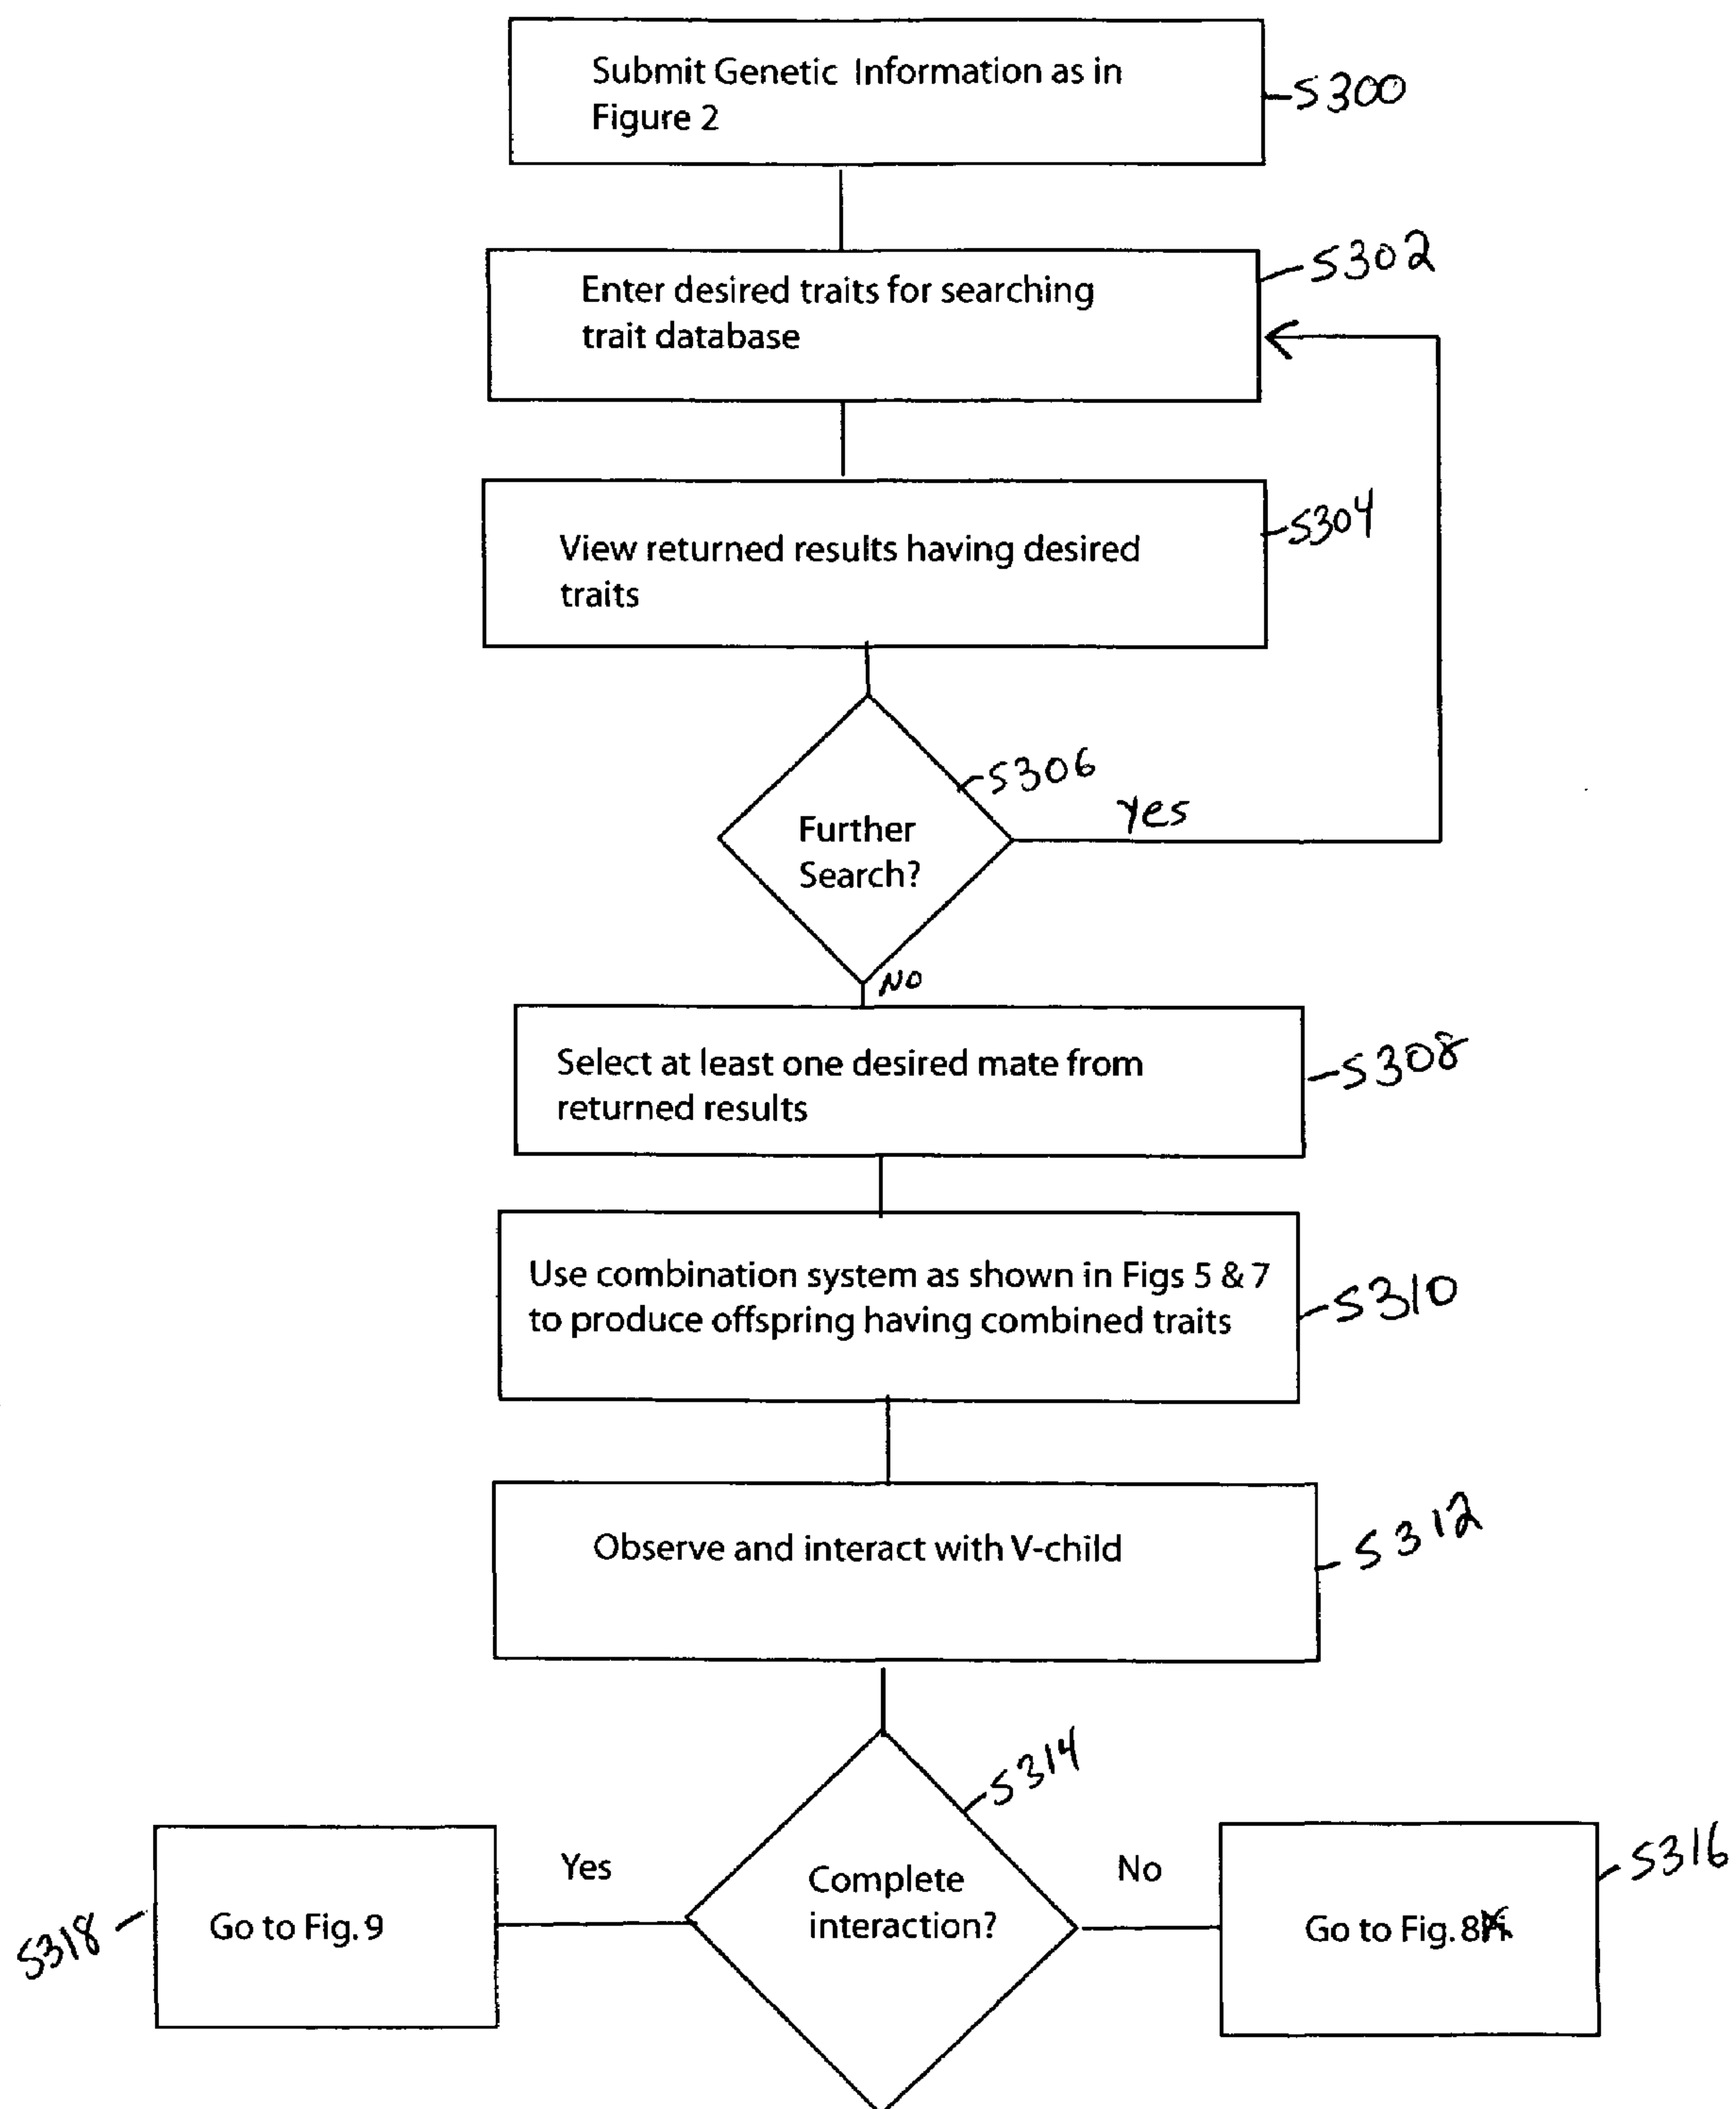 Submit Genetic Information as in
Figure 2
S300
Enter desired traits for searching
trait database
S302
View returned results having desired
traits
S304
Further
Search?
S306
Yes
NO
Select at least one desired mate from
returned results
S308
Use combination system as shown in Figs 5 & 7
to produce offspring having combined traits
S310
Observe and interact with V-child
S312
Complete
interaction?
S314
Yes
No
Go to Fig. 9
S318
Go to Fig. 8
S316